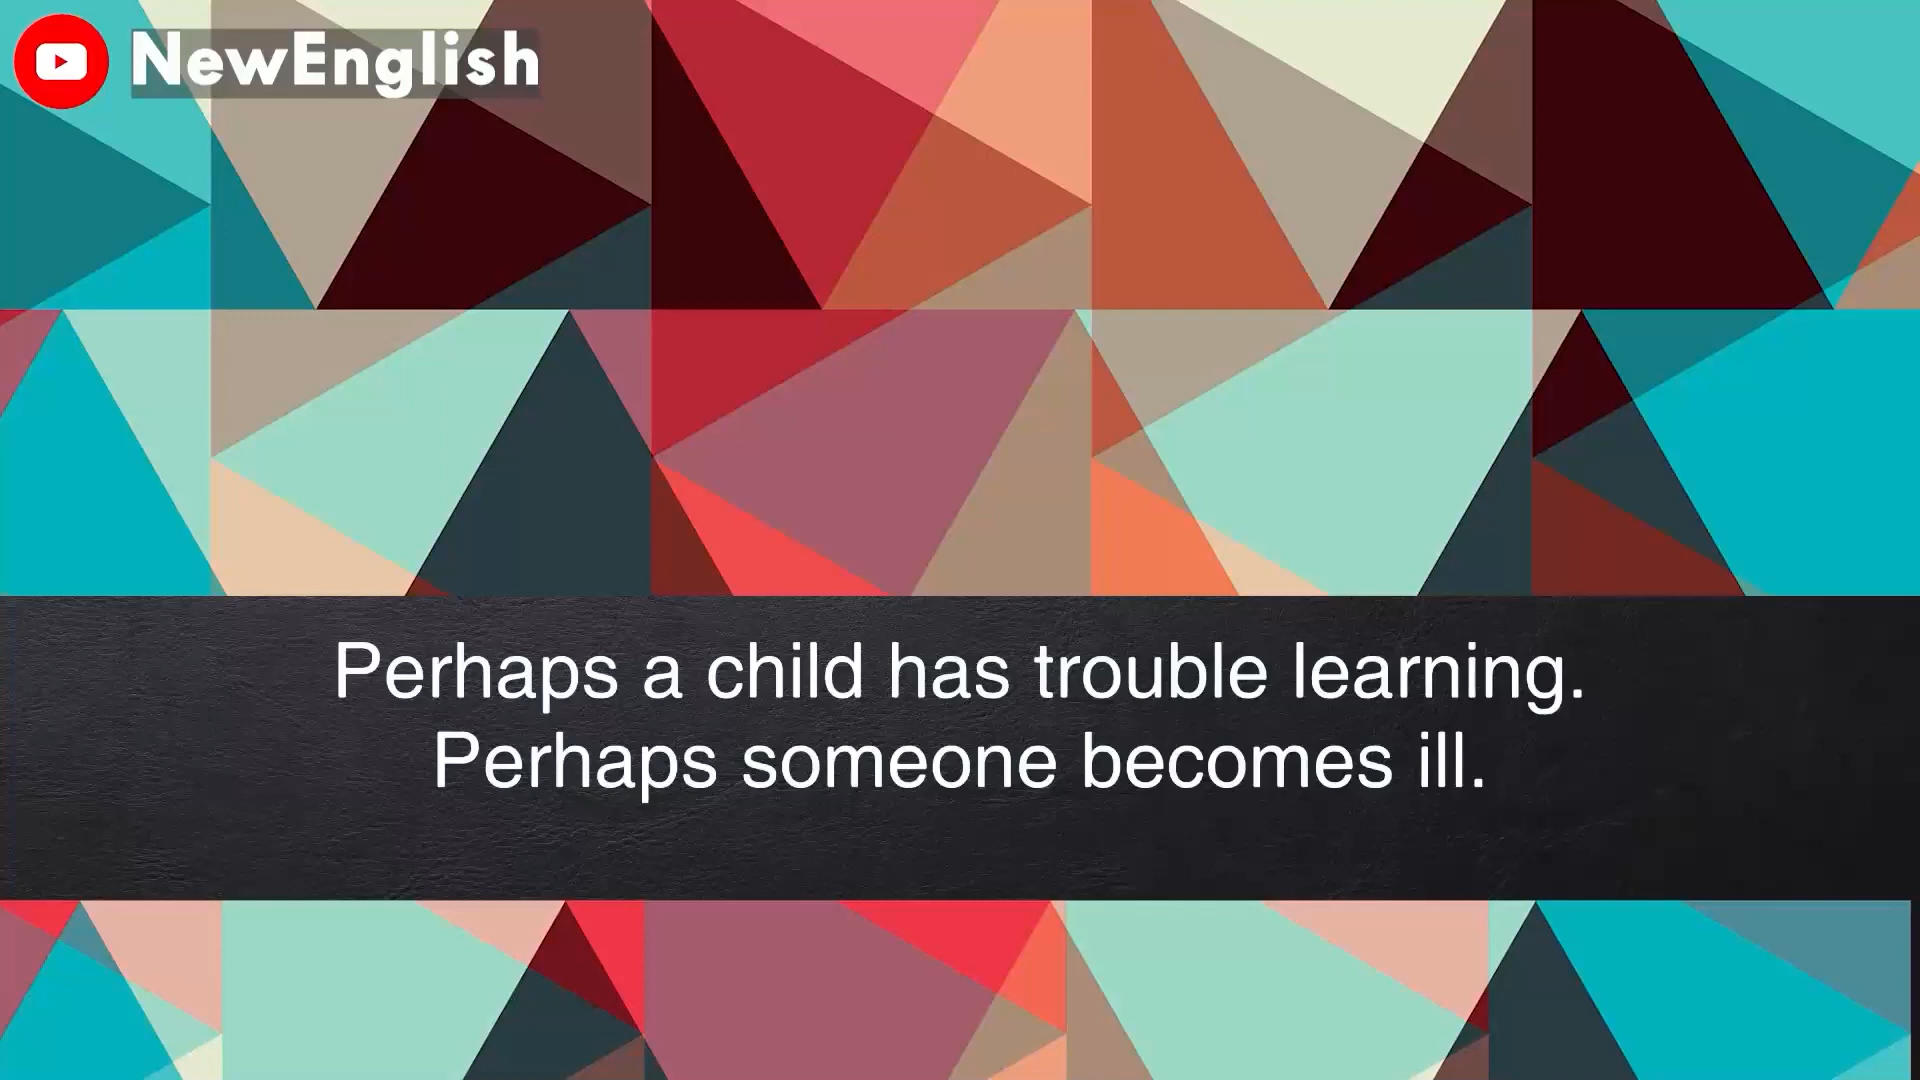 NewEnglish
Perhaps a child has trouble learning.
Perhaps someone becomes ill.